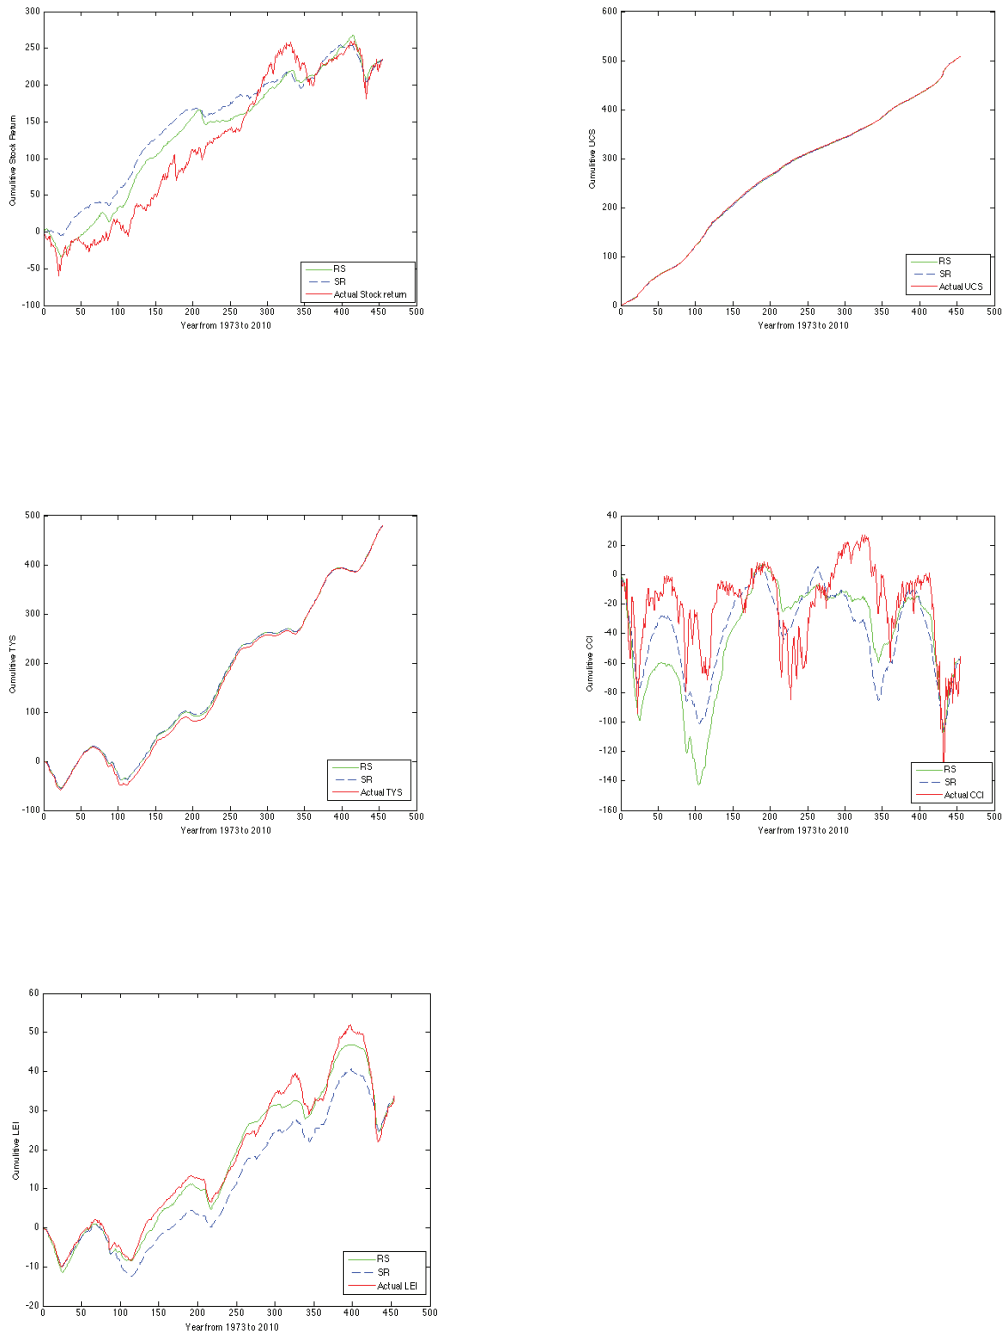 300
250
200
150
100
50
0
-50
-100
Cumulitive Stock Return
0 50 100 150 200 250 300 350 400 450 500
Year from 1973 to 2010
RS
SR
Actual Stock return
600
500
400
300
200
100
0
Cumulitive UCS
0 50 100 150 200 250 300 350 400 450 500
Year from 1973 to 2010
RS
SR
Actual UCS
500
400
300
200
100
0
-100
Cumulitive TYS
0 50 100 150 200 250 300 350 400 450 500
Year from 1973 to 2010
RS
SR
Actual TYS
40
20
0
-20
-40
-60
-80
-100
-120
-140
-160
Cumulitive CCI
0 50 100 150 200 250 300 350 400 450 500
Year from 1973 to 2010
RS
SR
Actual CCI
60
50
40
30
20
10
0
-10
-20
Cumulitive LEI
0 50 100 150 200 250 300 350 400 450 500
Year from 1973 to 2010
RS
SR
Actual LEI